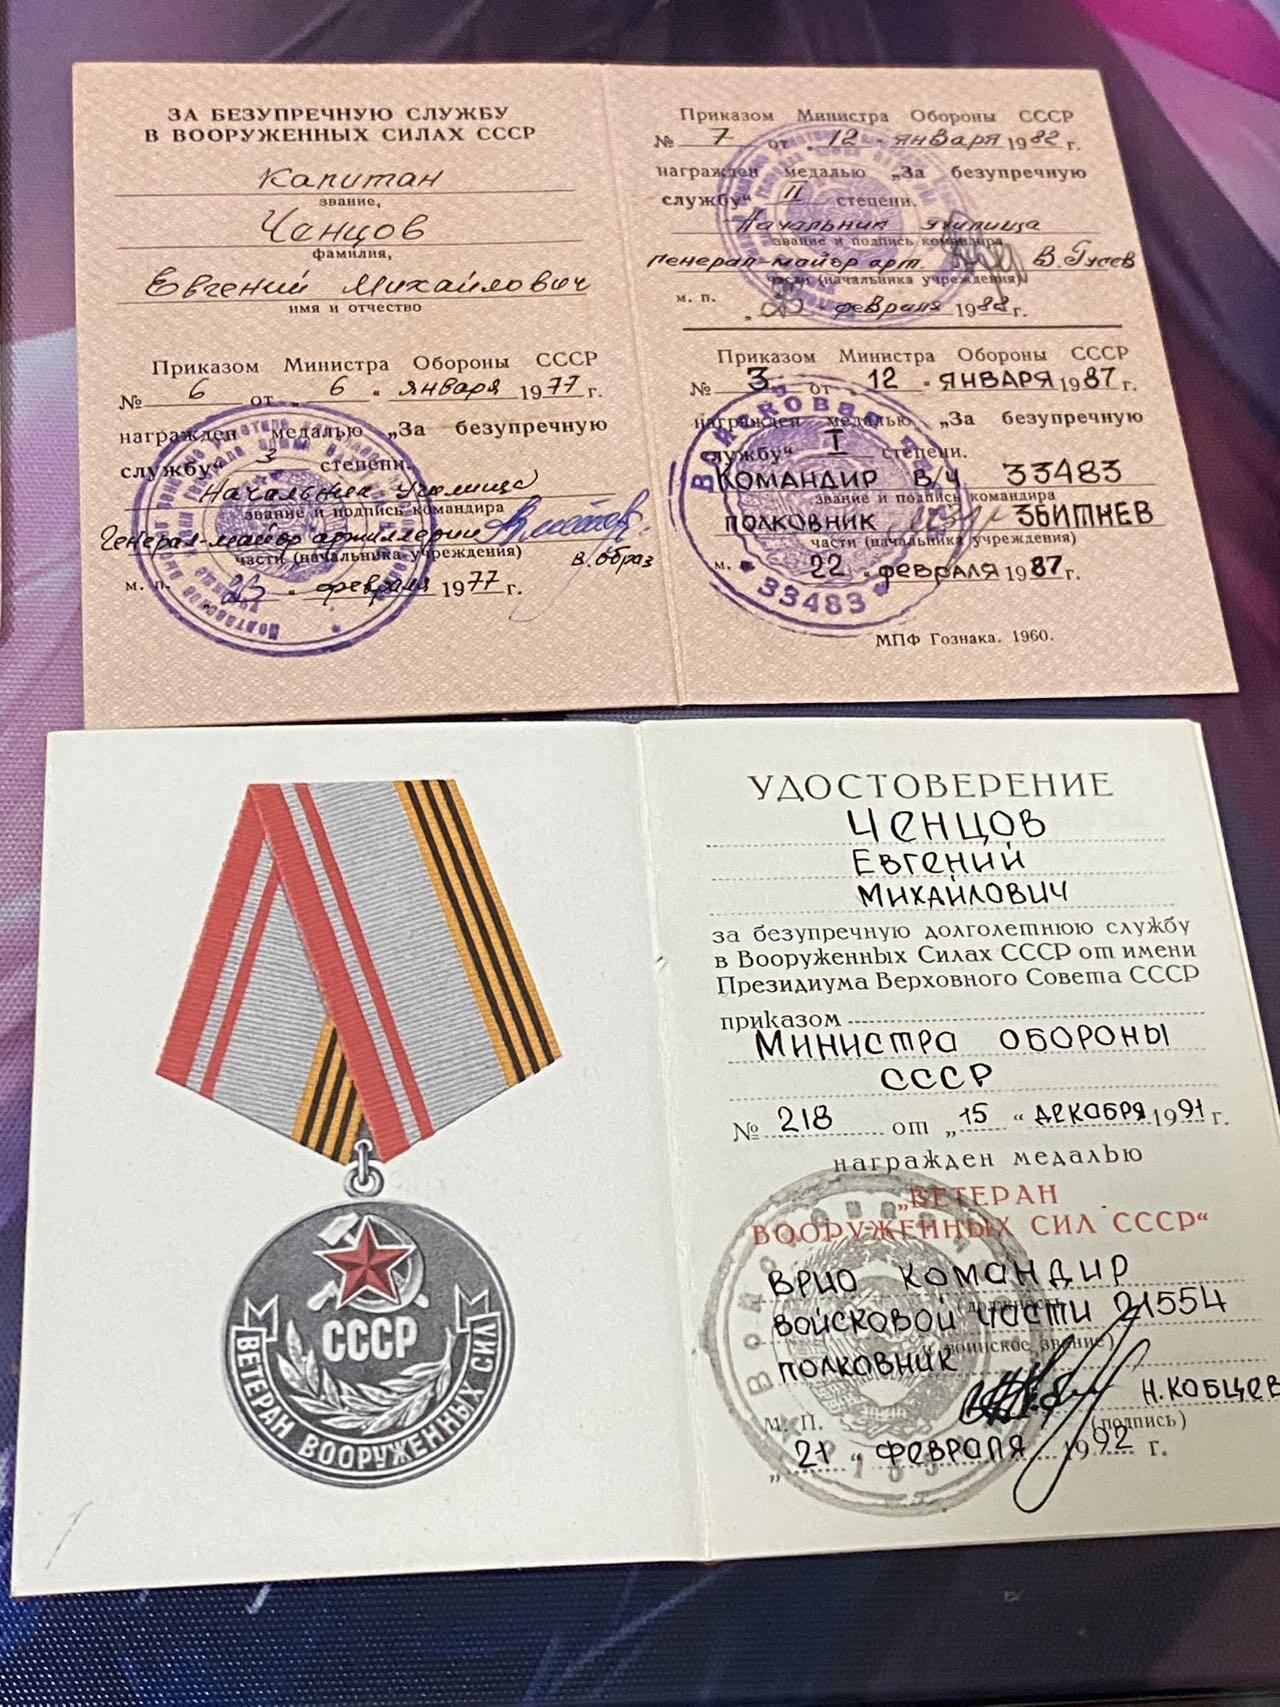 ЗА БЕЗУПРЕЧНУЮ СЛУЖБУ
В ВООРУЖЕННЫХ СИЛАХ СССР
капитан
звание,
Ченцов
фамилия,
Евгений Михайлович
имя и отчество
Приказом Министра Обороны СССР
№ 6 от „ 6 “ января 1977 г.
награжден медалью „За безупречную
службу“ 3 степени.
Начальник Училища
звание и подпись командира
Генерал-майор артиллерии
части (начальника учреждения)
В. Образ
м. п. „ 23 “ февраля 1977 г.
Приказом Министра Обороны СССР
№ 7 от „ 12 “ января 1982 г.
награжден медалью „За безупречную
службу“ II степени.
Начальник училища
звание и подпись командира
генерал-майор арт. В. Гусев
части (начальника учреждения)
м. п.
февраля 1982 г.
Приказом Министра Обороны СССР
№ 3 от 12 “ ЯНВАРЯ 1987 г.
награжден медалью „За безупречную
службу“ I степени.
КОМАНДИР В/Ч 33483
звание и подпись командира
ПОЛКОВНИК ЗБИТНЕВ
части (начальника учреждения)
м. п. 22 “ ФЕВРАЛЯ 1987 г.
ВОЙСКОВАЯ
33483
МПФ Гознака. 1960.
СССР
ВЕТЕРАН ВООРУЖЕННЫХ СИЛ
УДОСТОВЕРЕНИЕ
ЧЕНЦОВ
ЕВГЕНИЙ
МИХАЙЛОВИЧ
за безупречную долголетнюю службу
в Вооруженных Силах СССР от имени
Президиума Верховного Совета СССР
приказом
МИНИСТРА ОБОРОНЫ
СССР
№ 218 от „ 15 “ ДЕКАБРЯ 1991 г.
награжден медалью
„ВЕТЕРАН
ВООРУЖЕННЫХ СИЛ СССР“
ВРИО КОМАНДИР
(должность
ВОЙСКОВОЙ ЧАСТИ 21554
и воинское звание)
ПОЛКОВНИК
Н. КОБЦЕВ
М. П. (подпись)
„ 21 “ ФЕВРАЛЯ 1992 г.